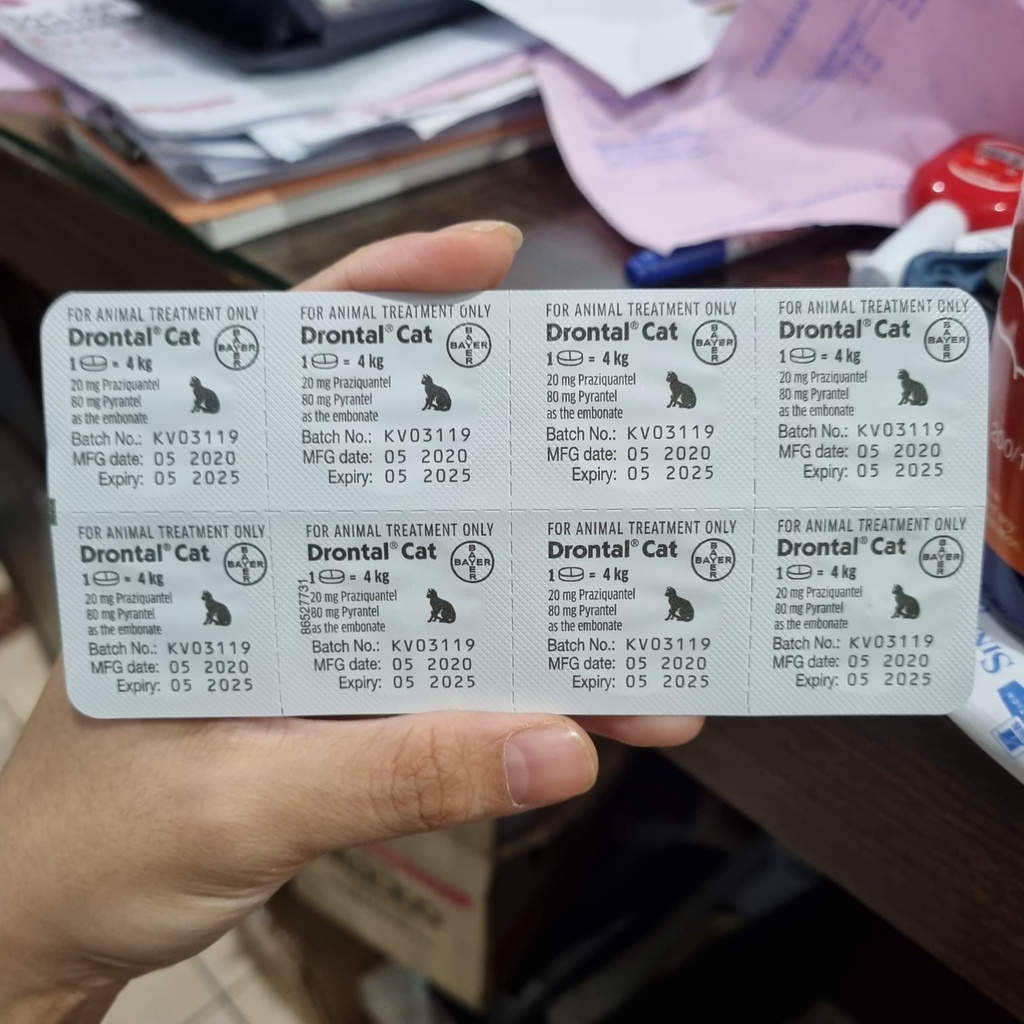 FOR ANIMAL TREATMENT ONLY
Drontal® Cat
BAYER
BAYER
1 = 4 kg
20 mg Praziquantel
80 mg Pyrantel
as the embonate
Batch No.: KV03119
MFG date: 05 2020
Expiry: 05 2025
FOR ANIMAL TREATMENT ONLY
Drontal® Cat
BAYER
BAYER
1 = 4 kg
20 mg Praziquantel
80 mg Pyrantel
as the embonate
Batch No.: KV03119
MFG date: 05 2020
Expiry: 05 2025
FOR ANIMAL TREATMENT ONLY
Drontal® Cat
BAYER
BAYER
1 = 4 kg
20 mg Praziquantel
80 mg Pyrantel
as the embonate
Batch No.: KV03119
MFG date: 05 2020
Expiry: 05 2025
FOR ANIMAL TREATMENT ONLY
Drontal® Cat
BAYER
BAYER
1 = 4 kg
20 mg Praziquantel
80 mg Pyrantel
as the embonate
Batch No.: KV03119
MFG date: 05 2020
Expiry: 05 2025
FOR ANIMAL TREATMENT ONLY
Drontal® Cat
BAYER
BAYER
1 = 4 kg
20 mg Praziquantel
80 mg Pyrantel
as the embonate
Batch No.: KV03119
MFG date: 05 2020
Expiry: 05 2025
FOR ANIMAL TREATMENT ONLY
Drontal® Cat
BAYER
BAYER
1 = 4 kg
20 mg Praziquantel
80 mg Pyrantel
as the embonate
86527731
Batch No.: KV03119
MFG date: 05 2020
Expiry: 05 2025
FOR ANIMAL TREATMENT ONLY
Drontal® Cat
BAYER
BAYER
1 = 4 kg
20 mg Praziquantel
80 mg Pyrantel
as the embonate
Batch No.: KV03119
MFG date: 05 2020
Expiry: 05 2025
FOR ANIMAL TREATMENT ONLY
Drontal® Cat
BAYER
BAYER
1 = 4 kg
20 mg Praziquantel
80 mg Pyrantel
as the embonate
Batch No.: KV03119
MFG date: 05 2020
Expiry: 05 2025